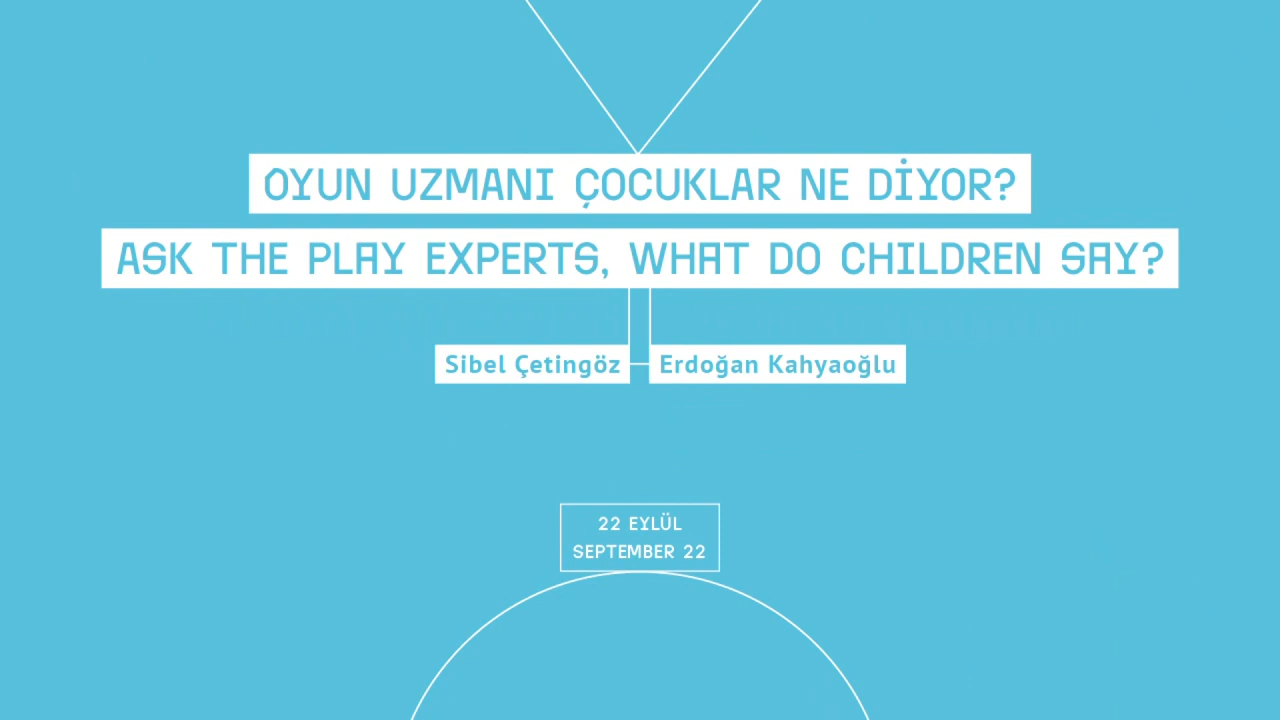 OYUN UZMANI ÇOCUKLAR NE DİYOR?
ASK THE PLAY EXPERTS, WHAT DO CHILDREN SAY?
Sibel Çetingöz Erdoğan Kahyaoğlu
22 EYLÜL
SEPTEMBER 22